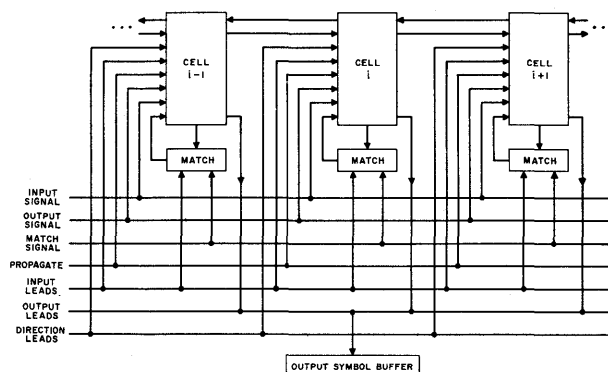 CELL
i-1
CELL
i
CELL
i+1
MATCH
MATCH
MATCH
INPUT
SIGNAL
OUTPUT
SIGNAL
MATCH
SIGNAL
PROPAGATE
INPUT
LEADS
OUTPUT
LEADS
DIRECTION
LEADS
OUTPUT SYMBOL BUFFER